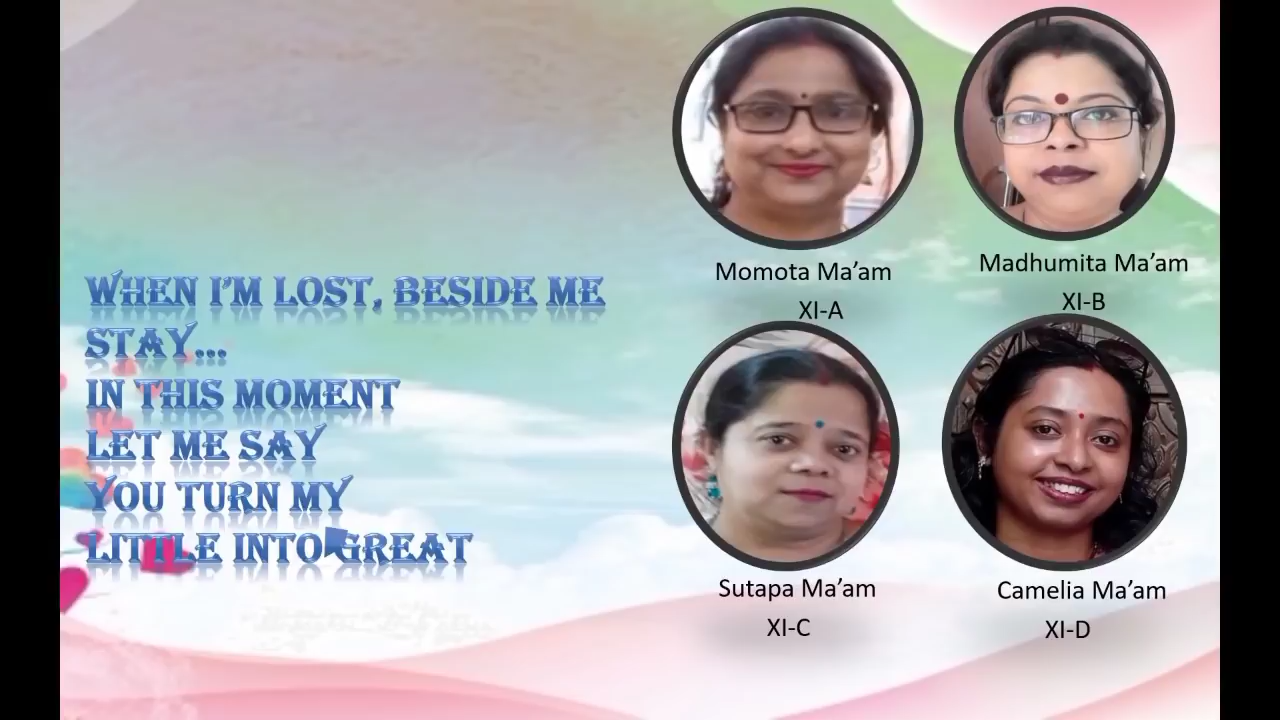 WHEN I'M LOST, BESIDE ME
STAY...
IN THIS MOMENT
LET ME SAY
YOU TURN MY
LITTLE INTO GREAT
Momota Ma’am
XI-A
Madhumita Ma’am
XI-B
Sutapa Ma’am
XI-C
Camelia Ma’am
XI-D